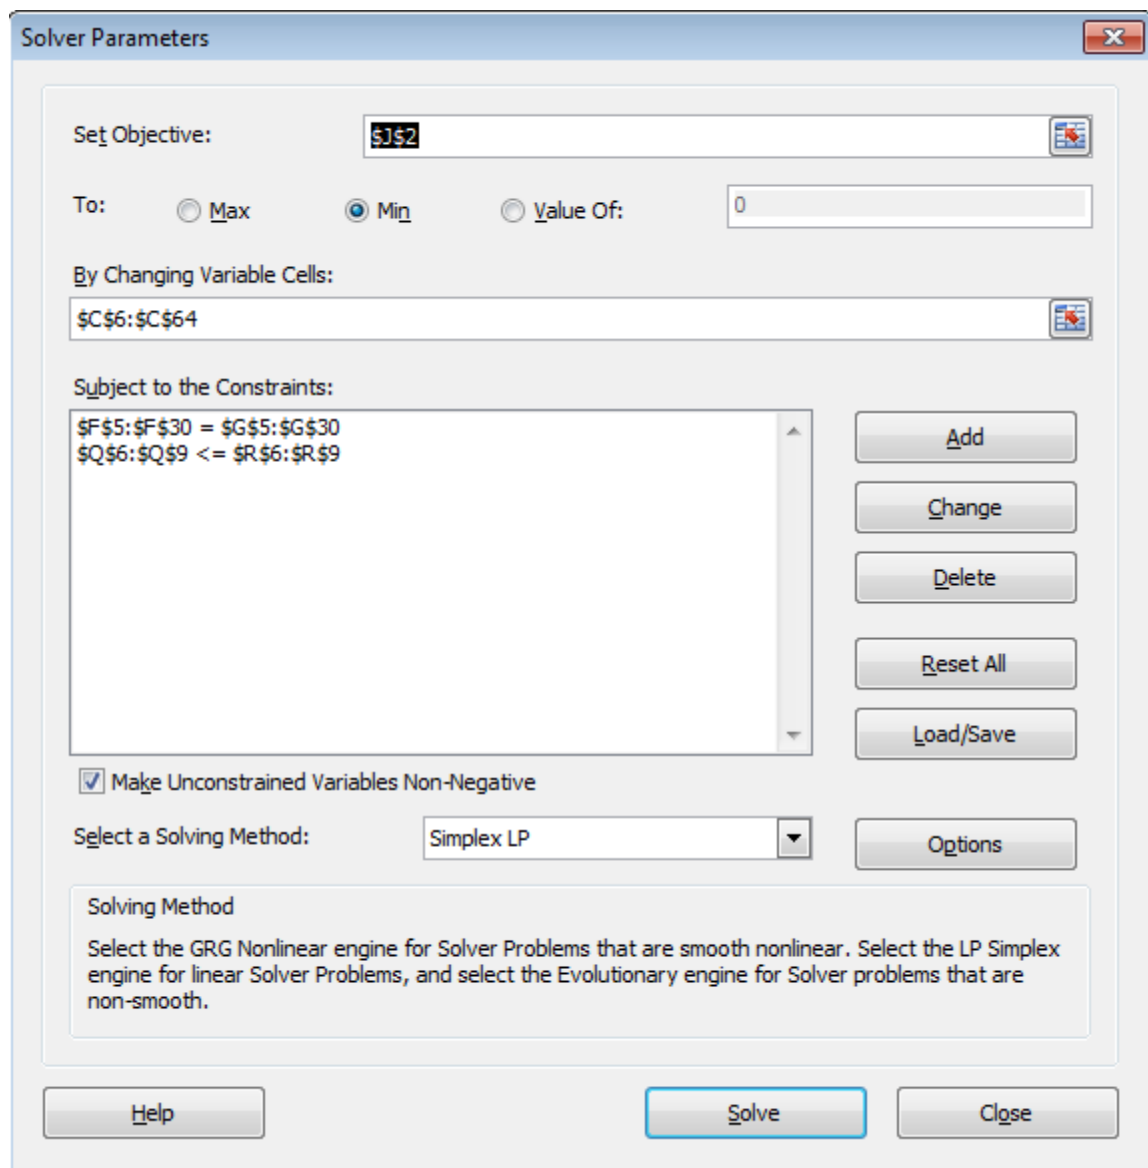 Solver Parameters
Set Objective:
$J$2
To:
Max
Min
Value Of:
0
By Changing Variable Cells:
$C$6:$C$64
Subject to the Constraints:
$F$5:$F$30 = $G$5:$G$30
$Q$6:$Q$9 <= $R$6:$R$9
Add
Change
Delete
Reset All
Load/Save
Make Unconstrained Variables Non-Negative
Select a Solving Method:
Simplex LP
Options
Solving Method
Select the GRG Nonlinear engine for Solver Problems that are smooth nonlinear. Select the LP Simplex
engine for linear Solver Problems, and select the Evolutionary engine for Solver problems that are
non-smooth.
Help
Solve
Close